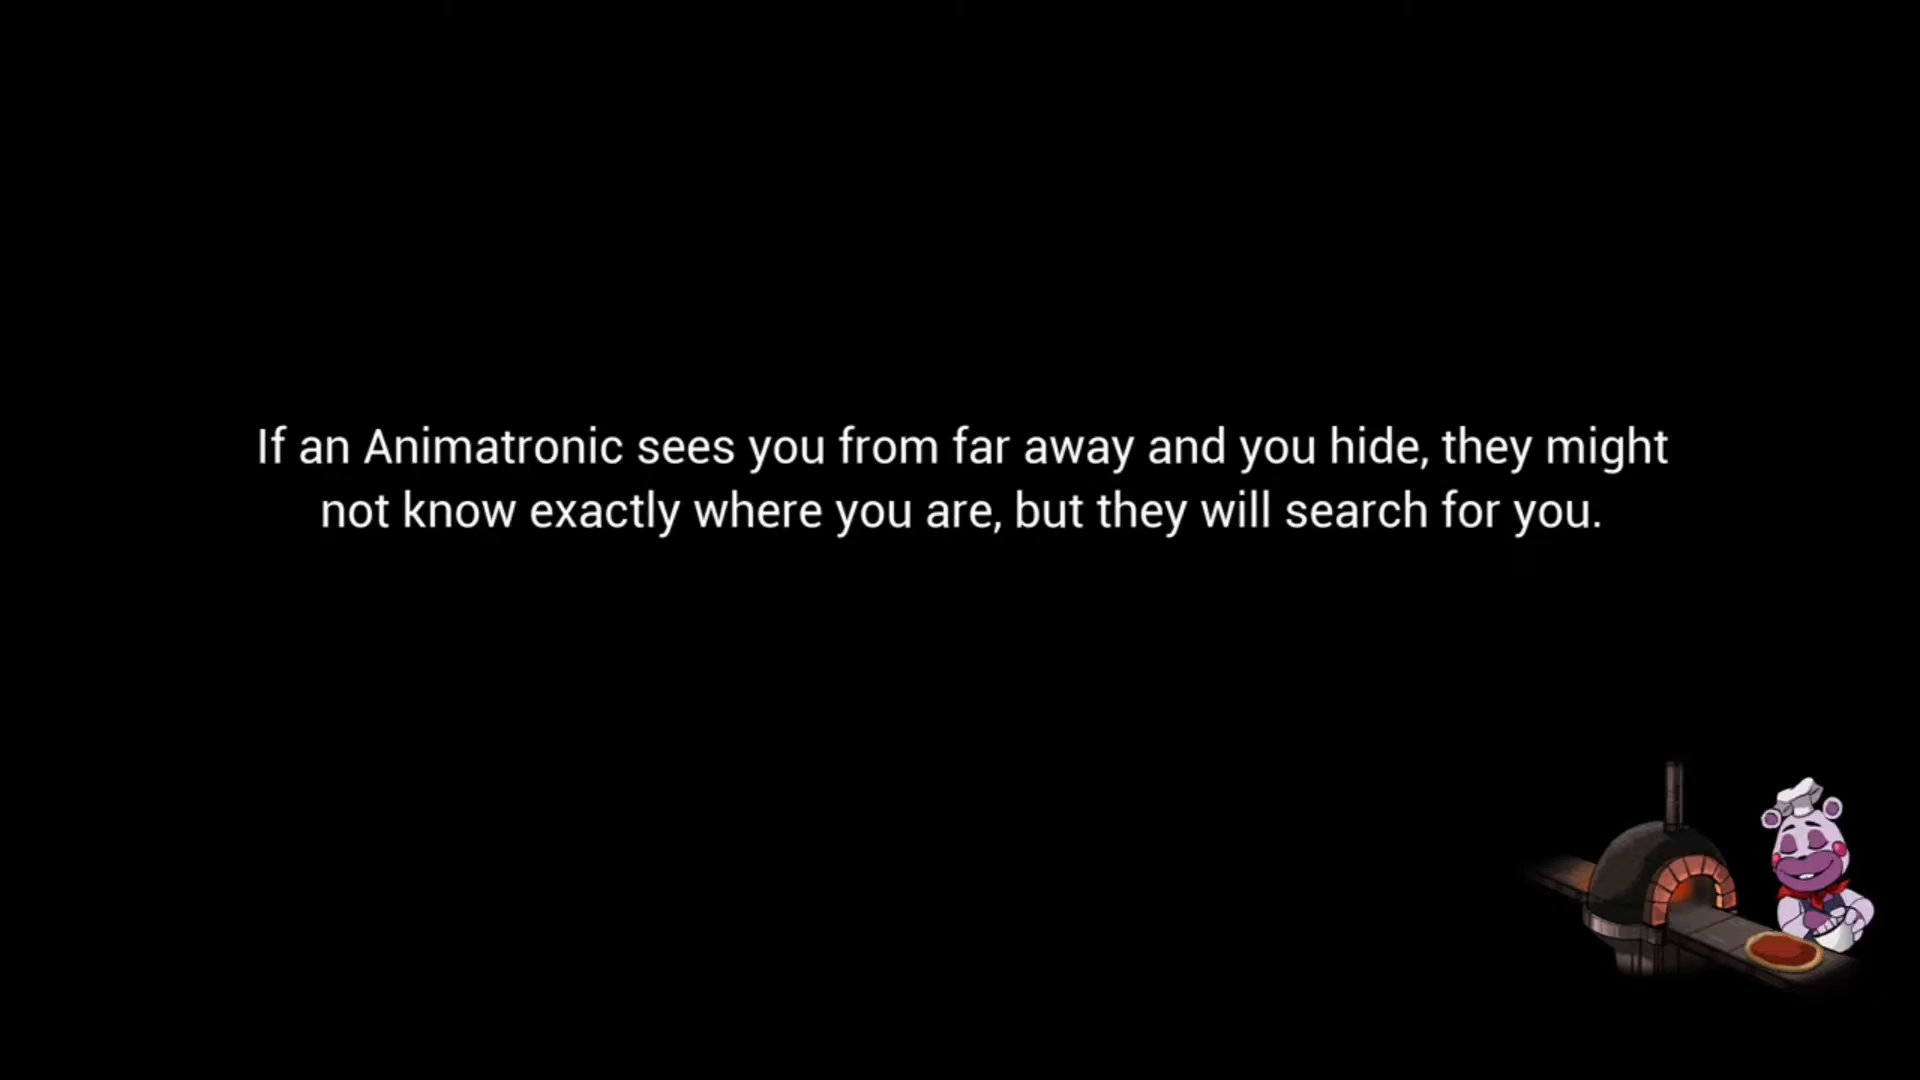 If an Animatronic sees you from far away and you hide, they might
not know exactly where you are, but they will search for you.